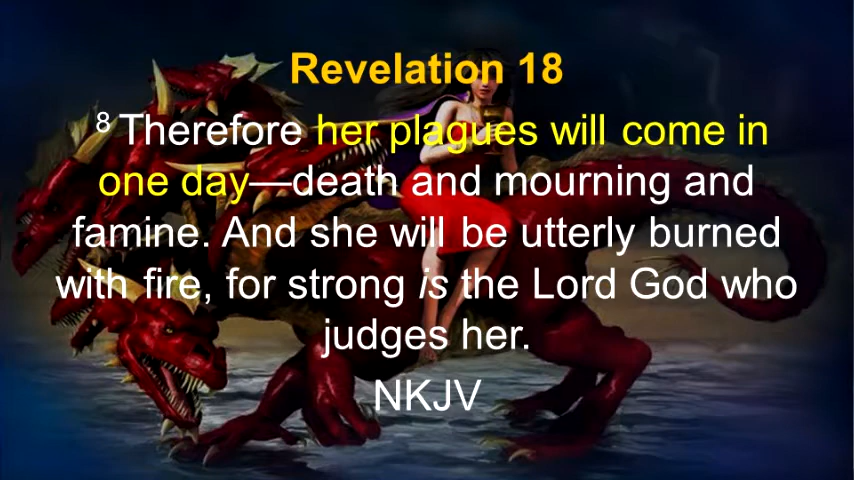 Revelation 18
8 Therefore her plagues will come in
one day—death and mourning and
famine. And she will be utterly burned
with fire, for strong is the Lord God who
judges her.
NKJV